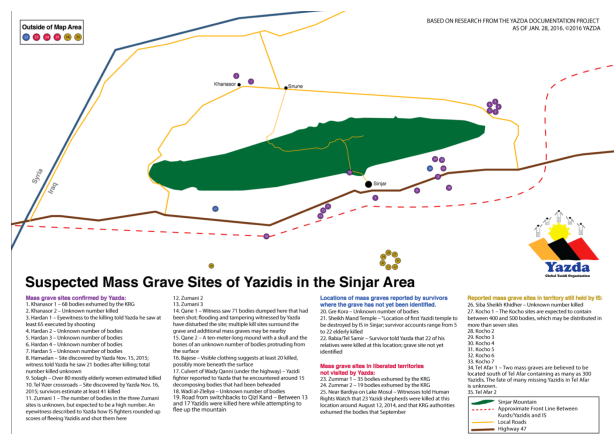 Outside of Map Area
BASED ON RESEARCH FROM THE YAZDA DOCUMENTATION PROJECT
AS OF JAN. 28, 2016. ©2016 YAZDA
Khanasor
Sinune
Syria
Iraq
Sinjar
Yazda
Global Yazidi Organization
Suspected Mass Grave Sites of Yazidis in the Sinjar Area
Mass grave sites confirmed by Yazda:
1. Khanasor 1 – 68 bodies exhumed by the KRG
2. Khanasor 2 – Unknown number killed
3. Hardan 1 – Eyewitness to the killing told Yazda he saw at
least 65 executed by shooting
4. Hardan 2 – Unknown number of bodies
5. Hardan 3 – Unknown number of bodies
6. Hardan 4 – Unknown number of bodies
7. Hardan 5 – Unknown number of bodies
8. Hamadan – Site discovered by Yazda Nov. 15, 2015;
witness told Yazda he saw 21 bodies after killing; total
number killed unknown
9. Solagh – Over 80 mostly elderly women estimated killed
10. Tel Yusv crossroads – Site discovered by Yazda Nov. 16,
2015; survivors estimate at least 41 killed
11. Zumani 1 – The number of bodies in the three Zumani
sites is unknown, but expected to be a high number. An
eyewitness described to Yazda how IS fighters rounded up
scores of fleeing Yazidis and shot them here
12. Zumani 2
13. Zumani 3
14. Qane 1 – Witness saw 71 bodies dumped here that had
been shot; flooding and tampering witnessed by Yazda
have disturbed the site; multiple kill sites surround the
grave and additional mass graves may be nearby
15. Qane 2 – A ten-meter-long mound with a skull and the
bones of an unknown number of bodies protruding from
the surface
16. Bajese – Visible clothing suggests at least 20 killed,
possibly more beneath the surface
17. Culvert of Wady Qanni (under the highway) – Yazidi
fighter reported to Yazda that he encountered around 15
decomposing bodies that had been beheaded
18. Wadi al-Zleliya – Unknown number of bodies
19. Road from switchbacks to Qizl Kand – Between 13
and 17 Yazidis were killed here while attempting to
flee up the mountain
Locations of mass graves reported by survivors
where the grave has not yet been identified.
20. Gre Kora – Unknown number of bodies
21. Sheikh Mand Temple – "Location of first Yazidi temple to
be destroyed by IS in Sinjar; survivor accounts range from 5
to 22 elderly killed
22. Rabia/Tel Samir – Survivor told Yazda that 22 of his
relatives were killed at this location; grave site not yet
identified
Mass grave sites in liberated territories
not visited by Yazda:
23. Zummar 1 – 35 bodies exhumed by the KRG
24. Zummar 2 – 19 bodies exhumed by the KRG
25. Near Bardiya on Lake Mosul – Witnesses told Human
Rights Watch that 23 Yazidi shepherds were killed at this
location around August 12, 2014, and that KRG authorities
exhumed the bodies that September
Reported mass grave sites in territory still held by IS:
26. Siba Sheikh Khidher – Unknown number killed
27. Kocho 1 – The Kocho sites are expected to contain
between 400 and 500 bodies, which may be distributed in
more than seven sites
28. Kocho 2
29. Kocho 3
30. Kocho 4
31. Kocho 5
32. Kocho 6
33. Kocho 7
34. Tel Afar 1 – Two mass graves are believed to be
located south of Tel Afar containing as many as 300
Yazidis. The fate of many missing Yazidis in Tel Afar
is unknown.
35. Tel Afar 2
Sinjar Mountain
Approximate Front Line Between
Kurds/Yazidis and IS
Local Roads
Highway 47